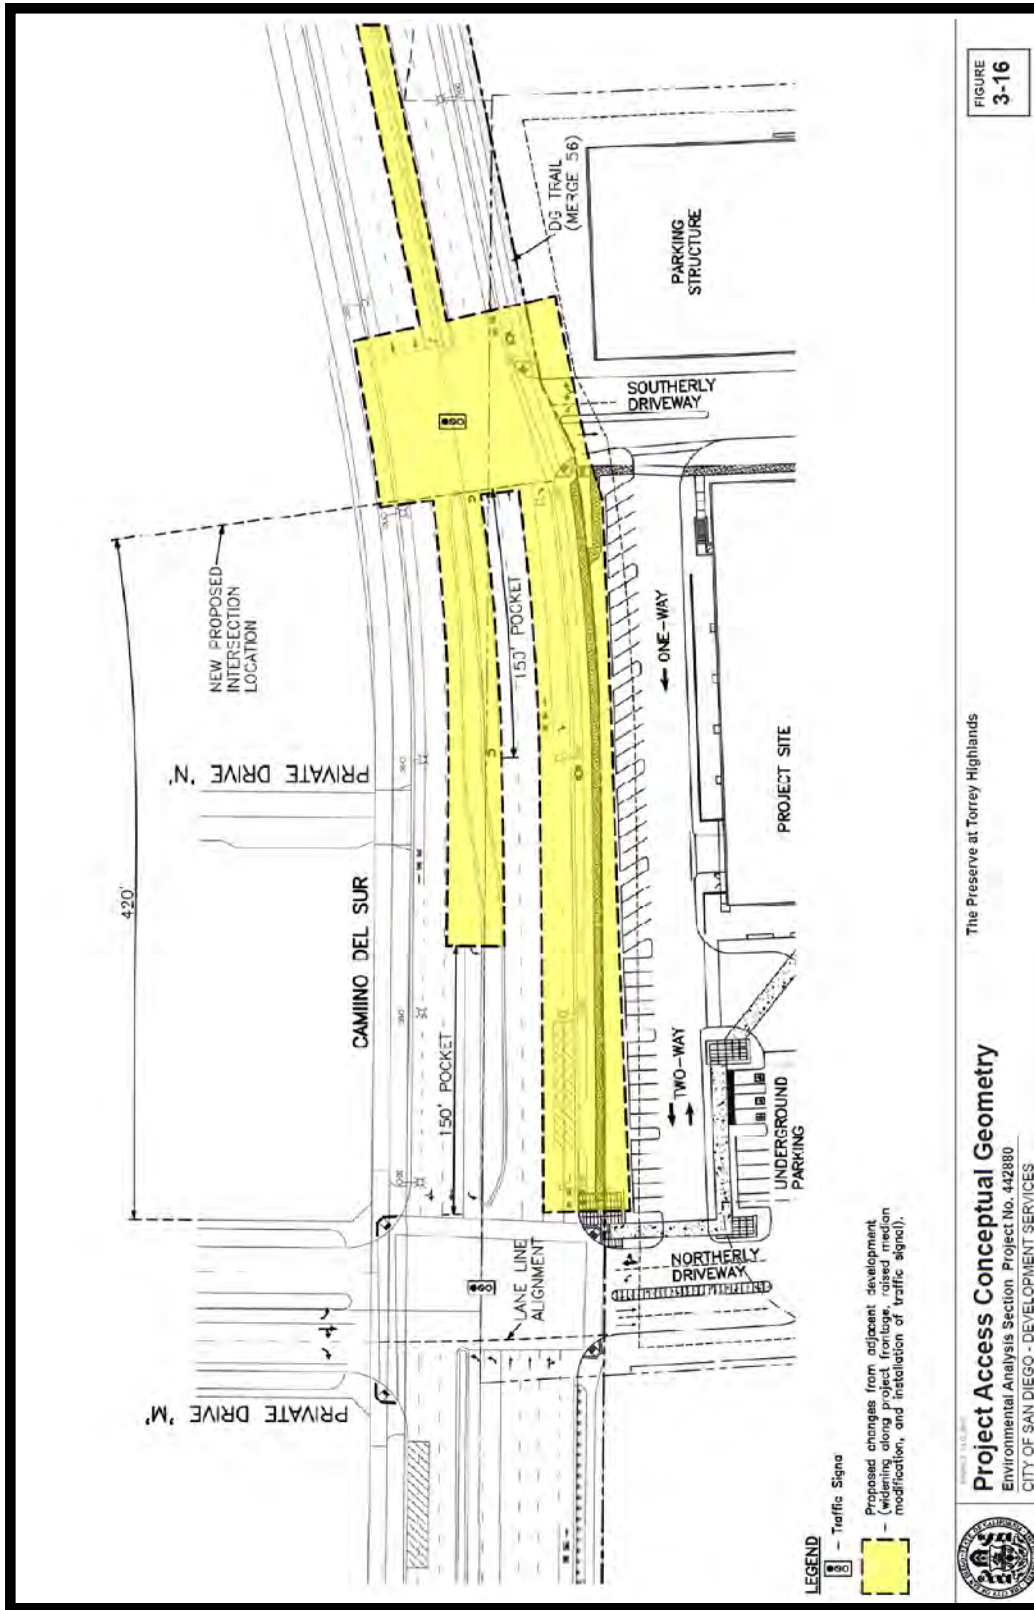 FIGURE
3-16
DG TRAIL
(MERGE 56)
PARKING
STRUCTURE
SOUTHERLY
DRIVEWAY
NEW PROPOSED
INTERSECTION
LOCATION
150' POCKET
ONE-WAY
PROJECT SITE
PRIVATE DRIVE 'N'
420'
CAMIINO DEL SUR
150' POCKET
TWO-WAY
UNDERGROUND
PARKING
LANE LINE
ALIGNMENT
NORTHERLY
DRIVEWAY
PRIVATE DRIVE 'M'
LEGEND
- Traffic Signa
- Proposed changes from adjacent development
(widening along project frontage, raised median
modification, and installation of traffic signal).
The Preserve at Torrey Highlands
Project Access Conceptual Geometry
Environmental Analysis Section Project No. 442880
CITY OF SAN DIEGO - DEVELOPMENT SERVICES